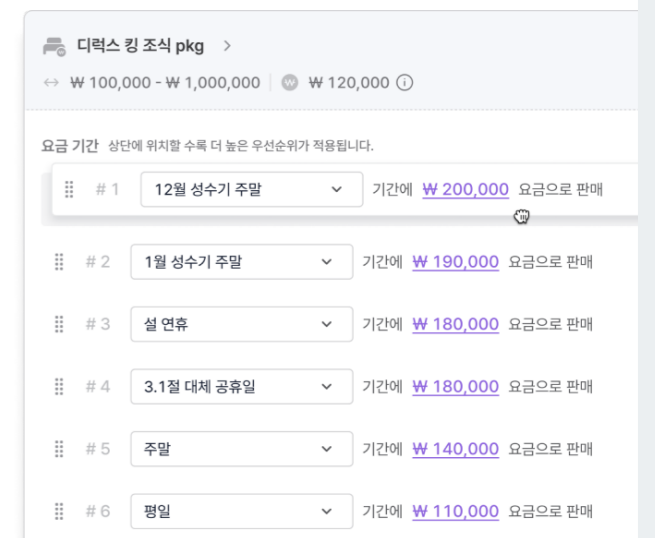 디럭스 킹 조식 pkg
₩ 100,000 - ₩ 1,000,000 W ₩ 120,000
요금 기간 상단에 위치할 수록 더 높은 우선순위가 적용됩니다.
# 1 12월 성수기 주말 기간에 ₩ 200,000 요금으로 판매
# 2 1월 성수기 주말 기간에 ₩ 190,000 요금으로 판매
# 3 설 연휴 기간에 ₩ 180,000 요금으로 판매
# 4 3.1절 대체 공휴일 기간에 ₩ 180,000 요금으로 판매
# 5 주말 기간에 ₩ 140,000 요금으로 판매
# 6 평일 기간에 ₩ 110,000 요금으로 판매